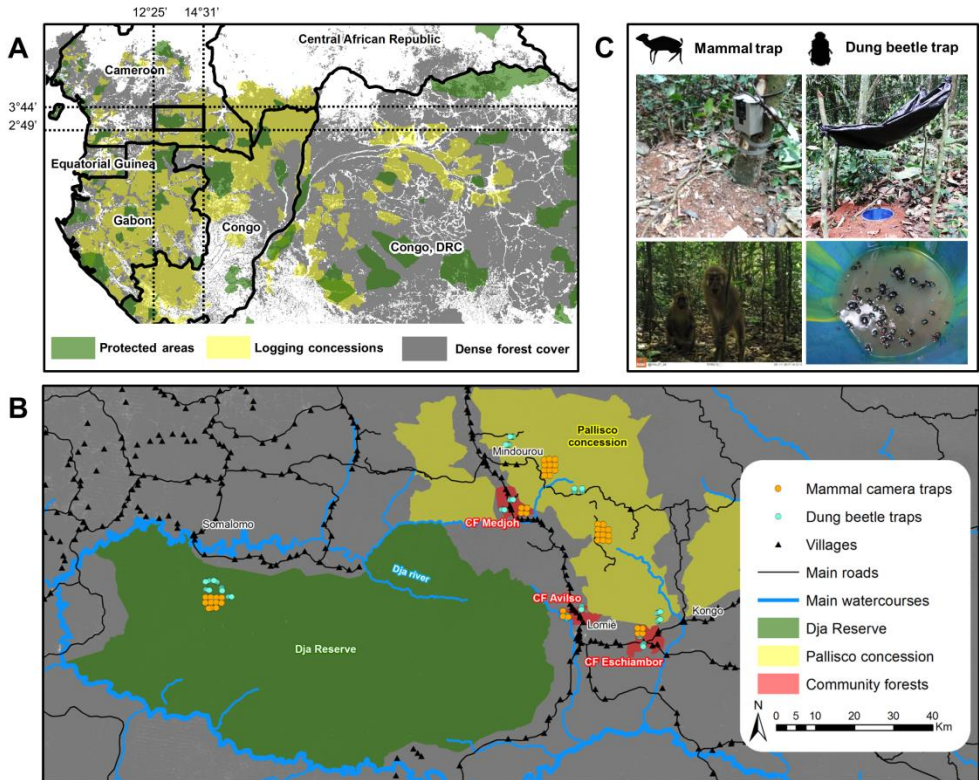 12°25' 14°31'
A
Central African Republic
Cameroon
3°44'
2°49'
Equatorial Guinea
Gabon
Congo
Congo, DRC
Protected areas
Logging concessions
Dense forest cover
C
Mammal trap
Dung beetle trap
B
Pallisco
concession
Mindourou
CF Medjoh
Somalomo
Dja river
CF Avilso
Lomié
Kongo
Dja Reserve
CF Eschiambor
Mammal camera traps
Dung beetle traps
Villages
Main roads
Main watercourses
Dja Reserve
Pallisco concession
Community forests
N
0 5 10 20 30 40
Km